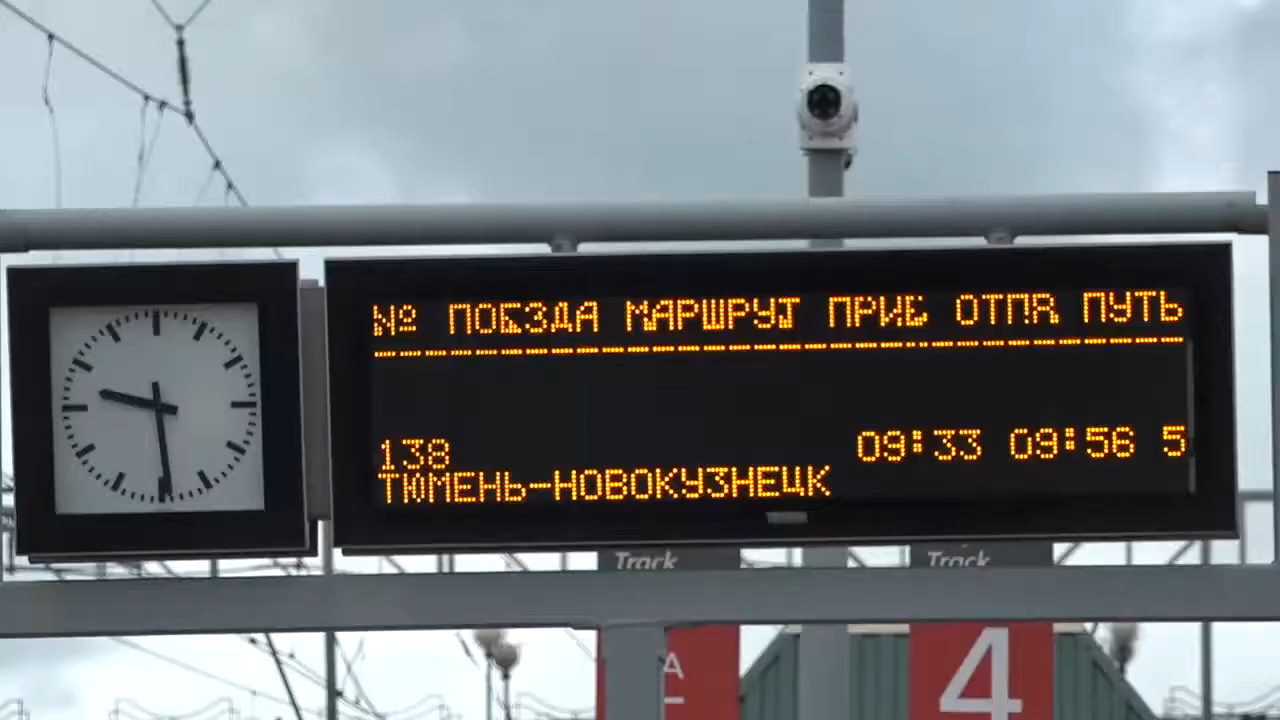 № ПОЕЗДА МАРШРУТ ПРИБ ОТПР ПУТЬ
138 09:33 09:56 5
ТЮМЕНЬ-НОВОКУЗНЕЦК
Track Track
4